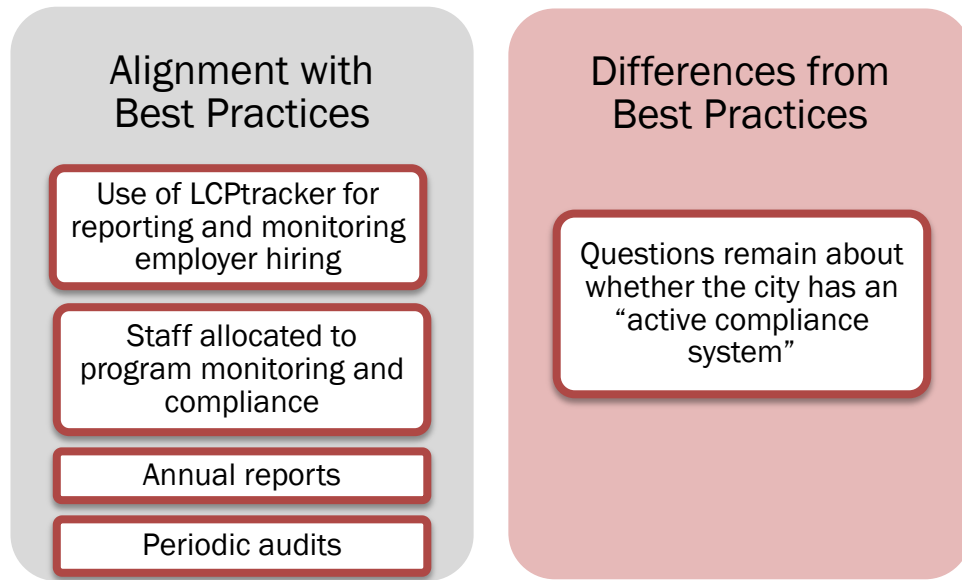 Alignment with
Best Practices
Use of LCPtracker for
reporting and monitoring
employer hiring
Staff allocated to
program monitoring and
compliance
Annual reports
Periodic audits
Differences from
Best Practices
Questions remain about
whether the city has an
“active compliance
system”